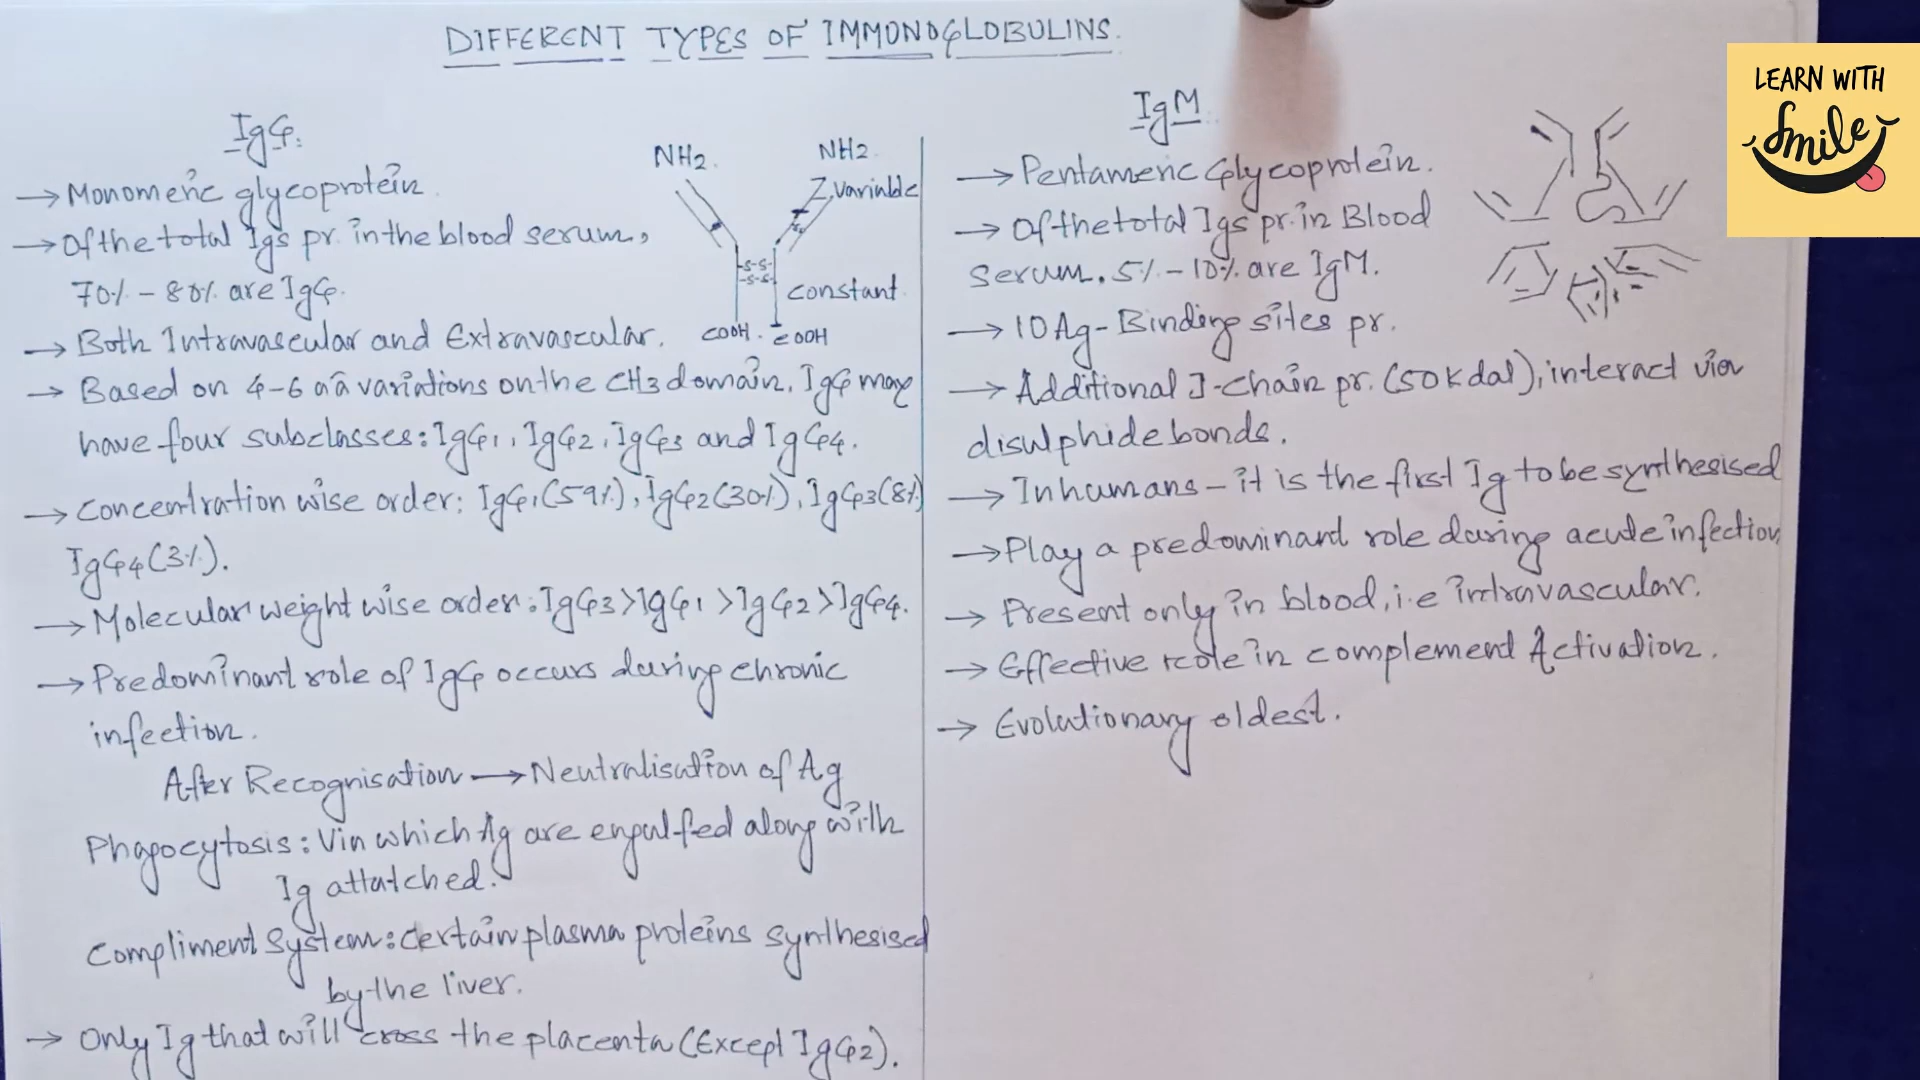 DIFFERENT TYPES OF IMMUNOGLOBULINS.
LEARN WITH
Smile
IgG.
→ Monomeric glycoprotein
→ Of the total Igs pr. in the blood serum,
70% - 80% are IgG.
→ Both Intravascular and Extravascular.
→ Based on 4-6 aa variations on the CH3 domain, IgG may
have four subclasses: IgG1, IgG2, IgG3 and IgG4.
→ Concentration wise order: IgG1(59%), IgG2(30%), IgG3(8%)
IgG4(3%).
→ Molecular weight wise order: IgG3 > IgG1 > IgG2 > IgG4.
→ Predominant role of IgG occurs during chronic
infection.
After Recognisation → Neutralisation of Ag
Phagocytosis: Via which Ag are engulfed along with
Ig attatched.
Compliment System: certain plasma proteins synthesised
by the liver.
→ Only Ig that will cross the placenta (Except IgG2).
NH2.
NH2
variable
-S-S-
-S-S-
constant
COOH.
COOH
IgM
→ Pentameric Glycoprotein.
→ Of the total Igs pr. in Blood
serum, 5% - 10% are IgM.
→ 10 Ag-Binding sites pr.
→ Additional J-chain pr. (50Kdal), interact via
disulphide bonds.
→ In humans - it is the first Ig to be synthesised
→ Play a predominant role during acute infection
→ Present only in blood, i.e intravascular.
→ Effective role in complement Activation.
→ Evolutionary oldest.